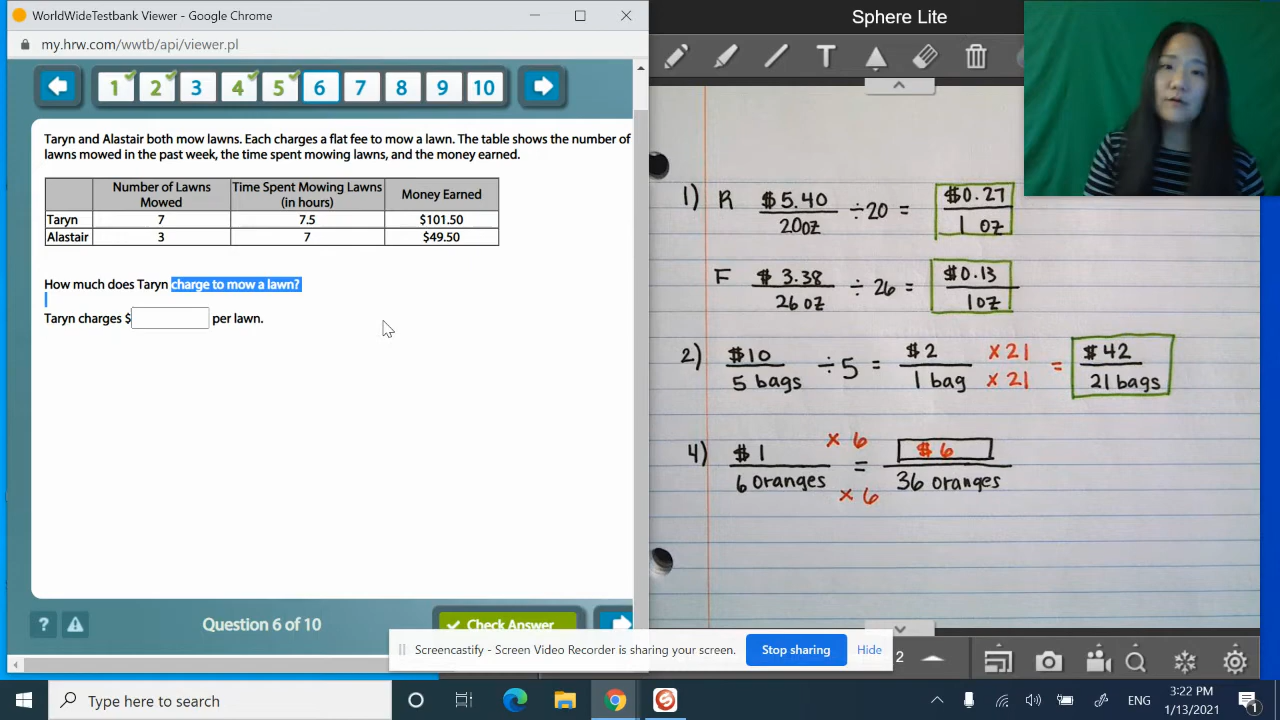 WorldWideTestbank Viewer - Google Chrome
my.hrw.com/wwtb/api/viewer.pl
1 2 3 4 5 6 7 8 9 10
Taryn and Alastair both mow lawns. Each charges a flat fee to mow a lawn. The table shows the number of
lawns mowed in the past week, the time spent mowing lawns, and the money earned.
Number of Lawns Mowed Time Spent Mowing Lawns (in hours) Money Earned
Taryn 7 7.5 $101.50
Alastair 3 7 $49.50
How much does Taryn charge to mow a lawn?
Taryn charges $ per lawn.
? Question 6 of 10 Check Answer
Sphere Lite
T
1) R $5.40 / 20oz ÷20 = $0.27 / 1 oz
F $3.38 / 26 oz ÷ 26 = $0.13 / 1oz
2) $10 / 5 bags ÷5 = $2 / 1 bag x 21 / x 21 = $42 / 21 bags
4) $1 / 6 oranges x 6 / x 6 = $6 / 36 oranges
Screencastify - Screen Video Recorder is sharing your screen. Stop sharing Hide
2
Type here to search
ENG
3:22 PM
1/13/2021
1